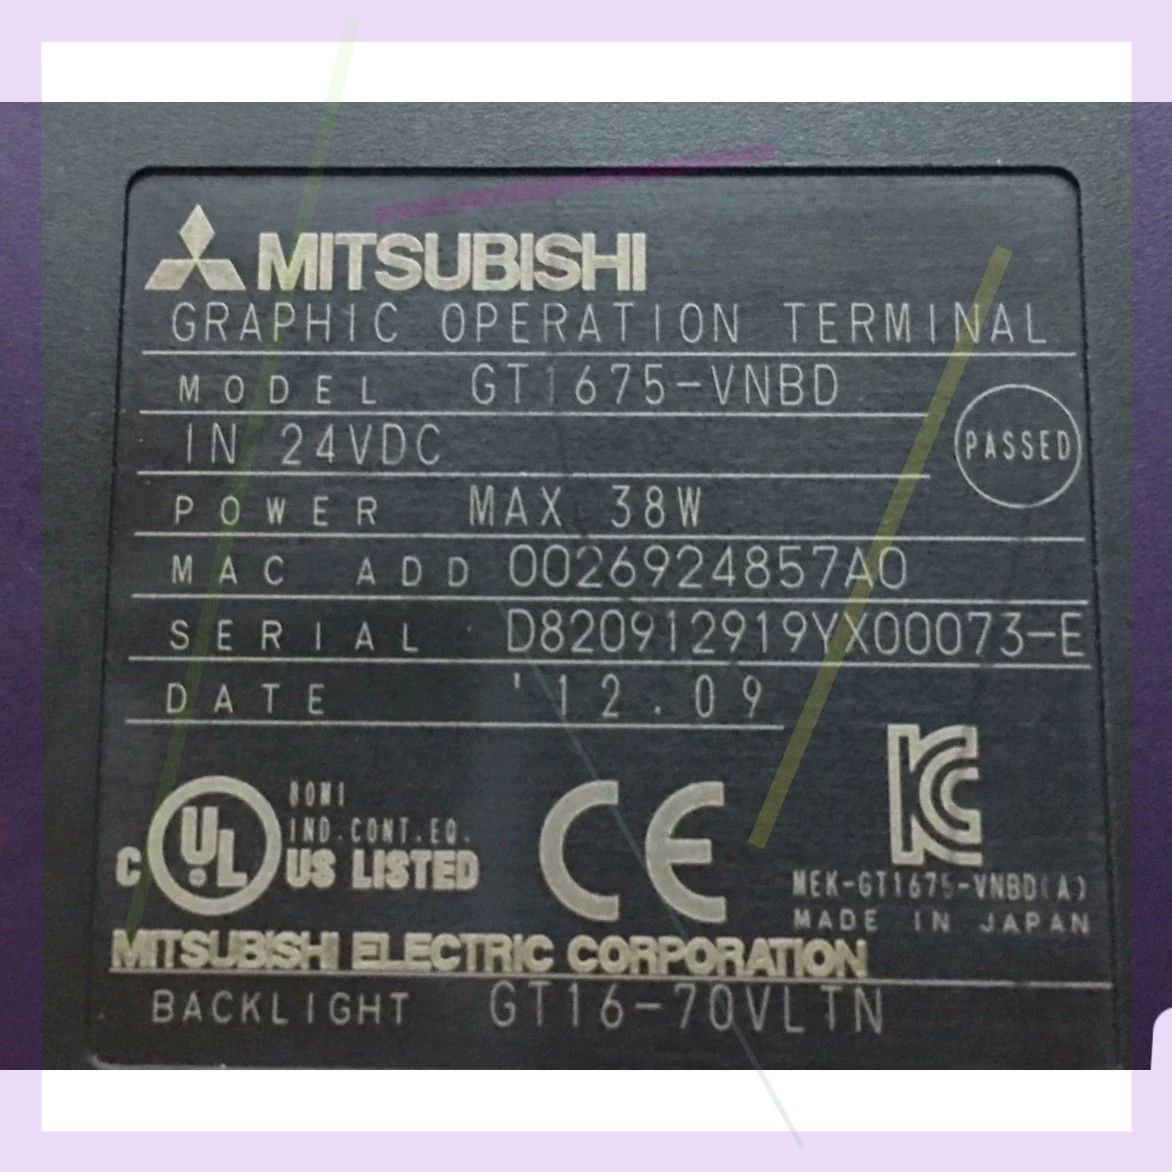 MITSUBISHI
GRAPHIC OPERATION TERMINAL
MODEL GT1675-VNBD
PASSED
IN 24VDC
POWER MAX 38W
MAC ADD 0026924857A0
SERIAL D820912919YX00073-E
DATE '12.09
C UL 80M1
IND.CONT.EQ.
US LISTED
CE
KC
MEK-GT1675-VNBD(A)
MADE IN JAPAN
MITSUBISHI ELECTRIC CORPORATION
BACKLIGHT GT16-70VLTN